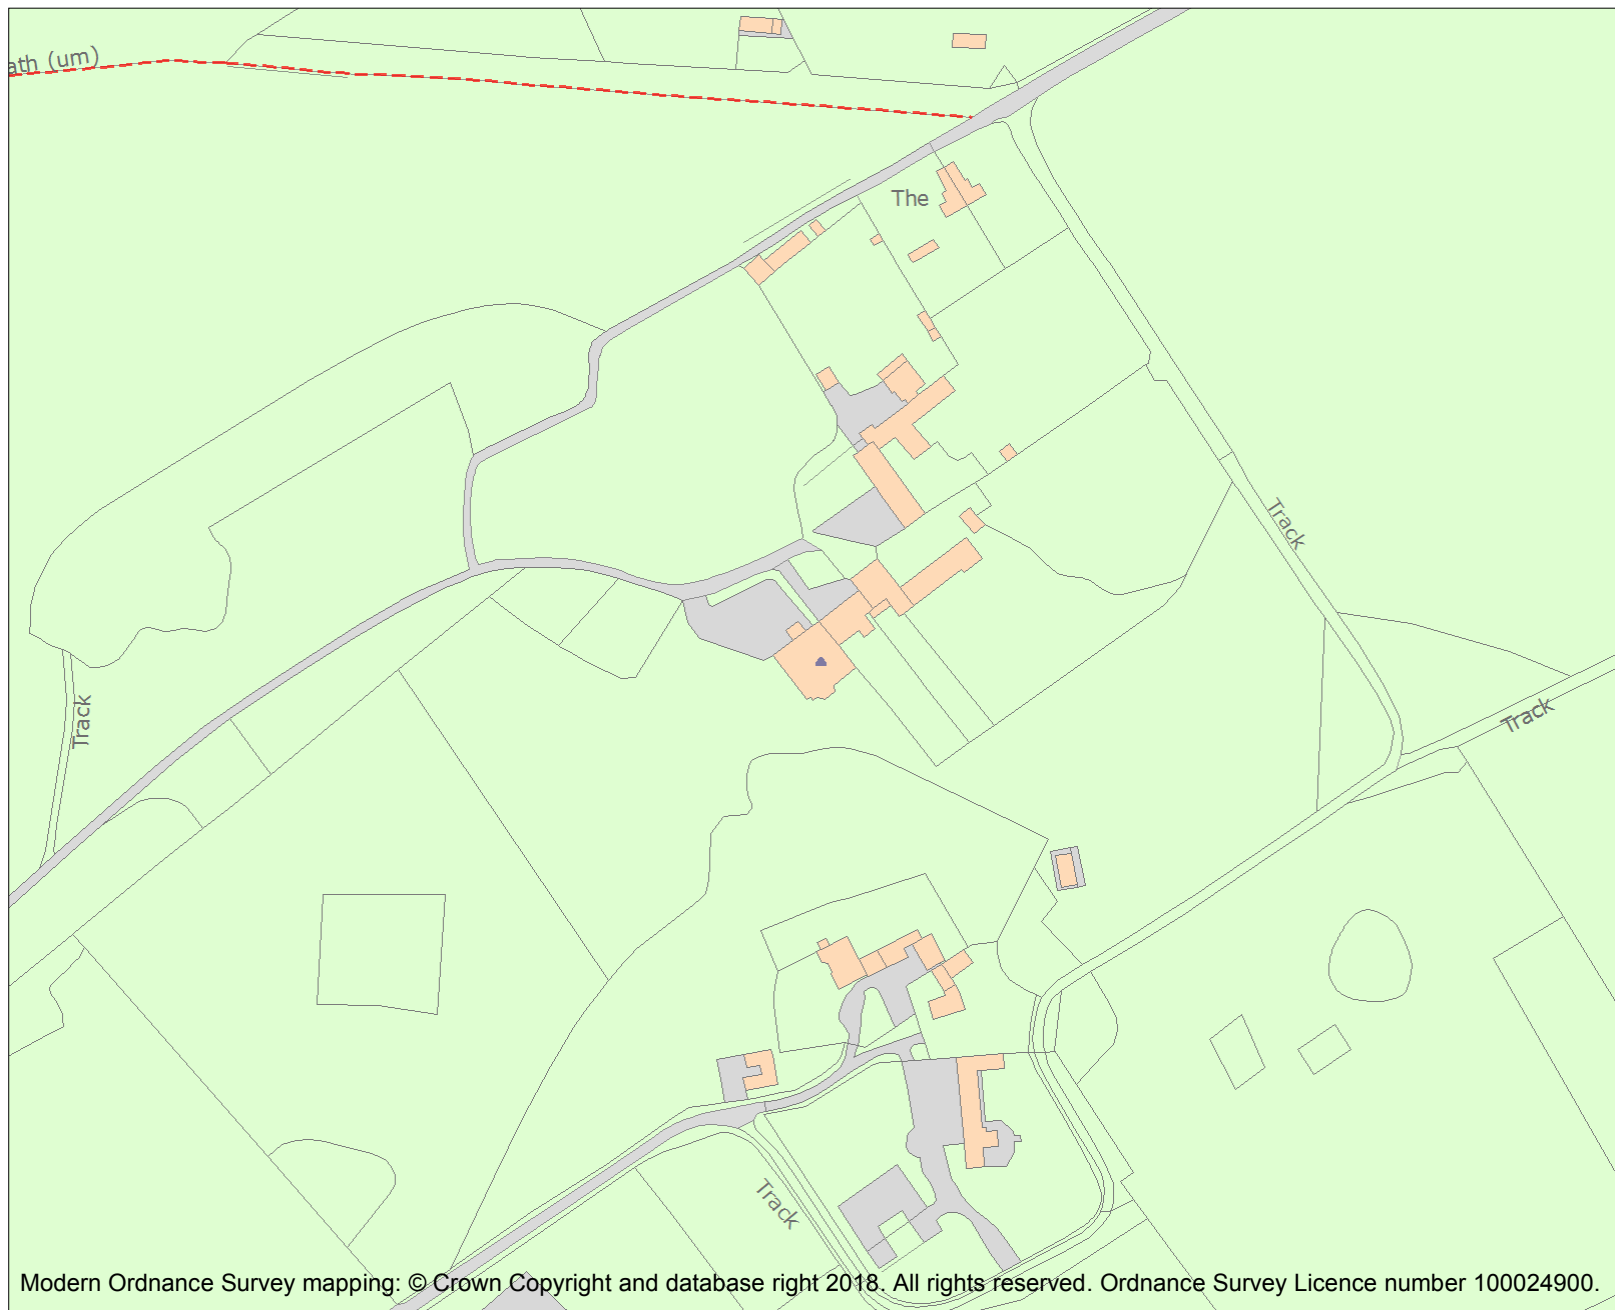 ath (um)
The
Track
Track
Track
Track
Modern Ordnance Survey mapping: © Crown Copyright and database right 2018. All rights reserved. Ordnance Survey Licence number 100024900.